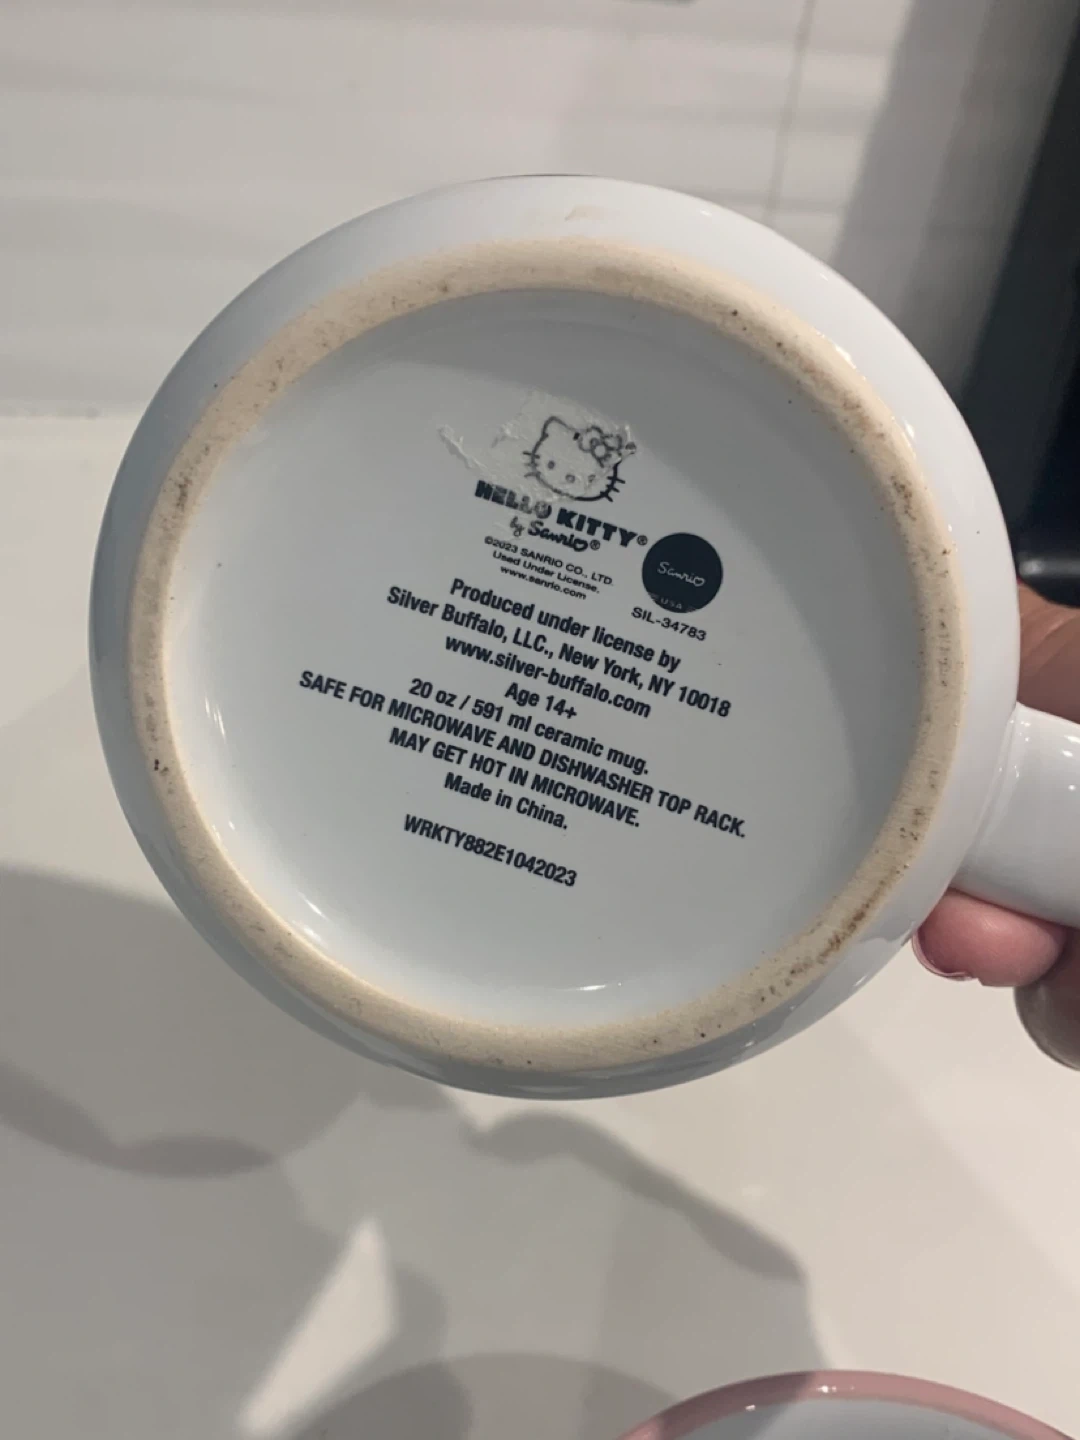 HELLO KITTY®
by Sanrio®
©2023 SANRIO CO., LTD.
Used Under License.
www.sanrio.com
Sanrio
USA
SIL-34783
Produced under license by
Silver Buffalo, LLC., New York, NY 10018
www.silver-buffalo.com
Age 14+
20 oz / 591 ml ceramic mug.
SAFE FOR MICROWAVE AND DISHWASHER TOP RACK.
MAY GET HOT IN MICROWAVE.
Made in China.
WRKTY882E1042023